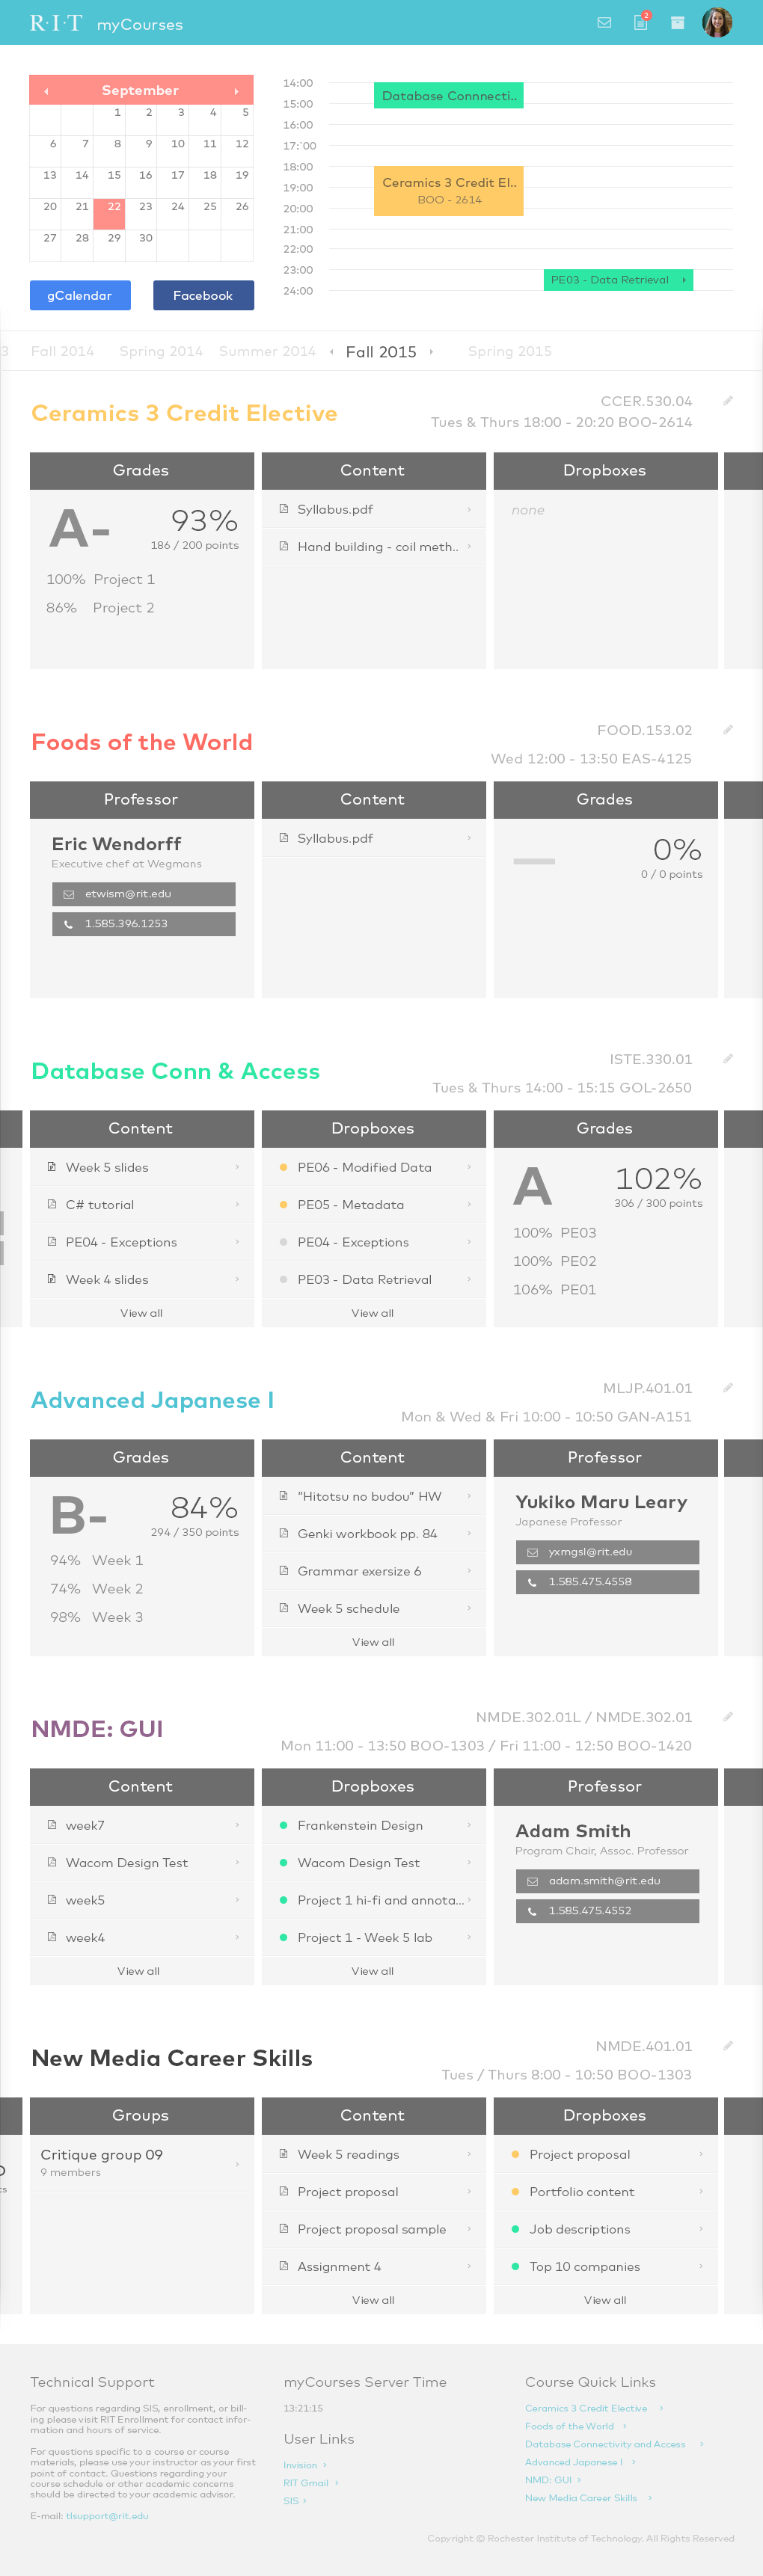 R·I·T myCourses
2
September
1 2 3 4 5
6 7 8 9 10 11 12
13 14 15 16 17 18 19
20 21 22 23 24 25 26
27 28 29 30
gCalendar
Facebook
14:00
Database Connnecti..
15:00
16:00
17:`00
18:00
Ceramics 3 Credit El..
19:00
BOO - 2614
20:00
21:00
22:00
23:00
PE03 - Data Retrieval
24:00
3 Fall 2014 Spring 2014 Summer 2014 Fall 2015 Spring 2015
Ceramics 3 Credit Elective
CCER.530.04
Tues & Thurs 18:00 - 20:20 BOO-2614
Grades
A- 93%
186 / 200 points
100% Project 1
86% Project 2
Content
Syllabus.pdf
Hand building - coil meth..
Dropboxes
none
Foods of the World
FOOD.153.02
Wed 12:00 - 13:50 EAS-4125
Professor
Eric Wendorff
Executive chef at Wegmans
etwism@rit.edu
1.585.396.1253
Content
Syllabus.pdf
Grades
— 0%
0 / 0 points
Database Conn & Access
ISTE.330.01
Tues & Thurs 14:00 - 15:15 GOL-2650
Content
Week 5 slides
C# tutorial
PE04 - Exceptions
Week 4 slides
View all
Dropboxes
PE06 - Modified Data
PE05 - Metadata
PE04 - Exceptions
PE03 - Data Retrieval
View all
Grades
A 102%
306 / 300 points
100% PE03
100% PE02
106% PE01
Advanced Japanese I
MLJP.401.01
Mon & Wed & Fri 10:00 - 10:50 GAN-A151
Grades
B- 84%
294 / 350 points
94% Week 1
74% Week 2
98% Week 3
Content
“Hitotsu no budou” HW
Genki workbook pp. 84
Grammar exersize 6
Week 5 schedule
View all
Professor
Yukiko Maru Leary
Japanese Professor
yxmgsl@rit.edu
1.585.475.4558
NMDE: GUI
NMDE.302.01L / NMDE.302.01
Mon 11:00 - 13:50 BOO-1303 / Fri 11:00 - 12:50 BOO-1420
Content
week7
Wacom Design Test
week5
week4
View all
Dropboxes
Frankenstein Design
Wacom Design Test
Project 1 hi-fi and annota...
Project 1 - Week 5 lab
View all
Professor
Adam Smith
Program Chair, Assoc. Professor
adam.smith@rit.edu
1.585.475.4552
New Media Career Skills
NMDE.401.01
Tues / Thurs 8:00 - 10:50 BOO-1303
ts
Groups
Critique group 09
9 members
Content
Week 5 readings
Project proposal
Project proposal sample
Assignment 4
View all
Dropboxes
Project proposal
Portfolio content
Job descriptions
Top 10 companies
View all
Technical Support
For questions regarding SIS, enrollment, or bill-
ing please visit RIT Enrollment for contact infor-
mation and hours of service.
For questions specific to a course or course
materials, please use your instructor as your first
point of contact. Questions regarding your
course schedule or other academic concerns
should be directed to your academic advisor.
E-mail: tlsupport@rit.edu
myCourses Server Time
13:21:15
User Links
Invision
RIT Gmail
SIS
Course Quick Links
Ceramics 3 Credit Elective
Foods of the World
Database Connectivity and Access
Advanced Japanese I
NMD: GUI
New Media Career Skills
Copyright © Rochester Institute of Technology. All Rights Reserved